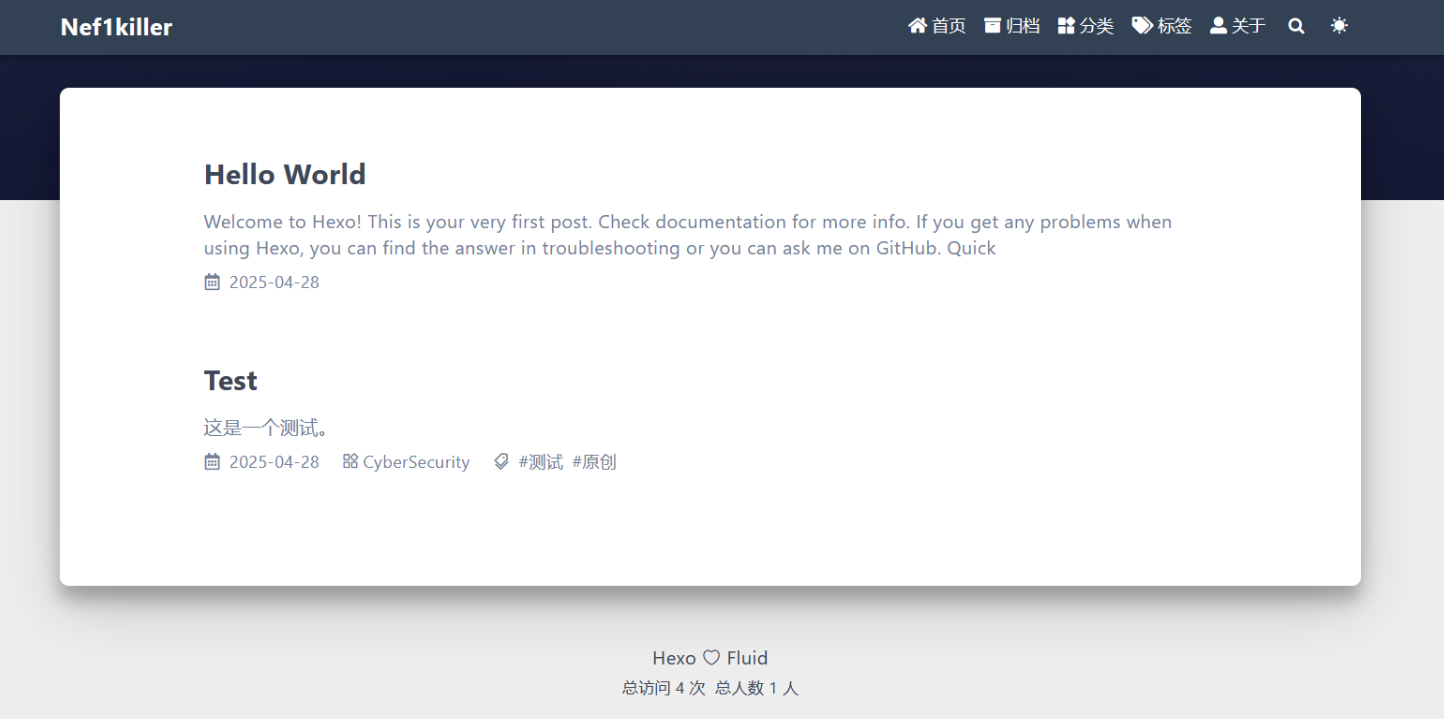 Nef1killer
首页 归档 分类 标签 关于
Hello World
Welcome to Hexo! This is your very first post. Check documentation for more info. If you get any problems when
using Hexo, you can find the answer in troubleshooting or you can ask me on GitHub. Quick
2025-04-28
Test
这是一个测试。
2025-04-28 CyberSecurity #测试 #原创
Hexo Fluid
总访问 4 次 总人数 1 人